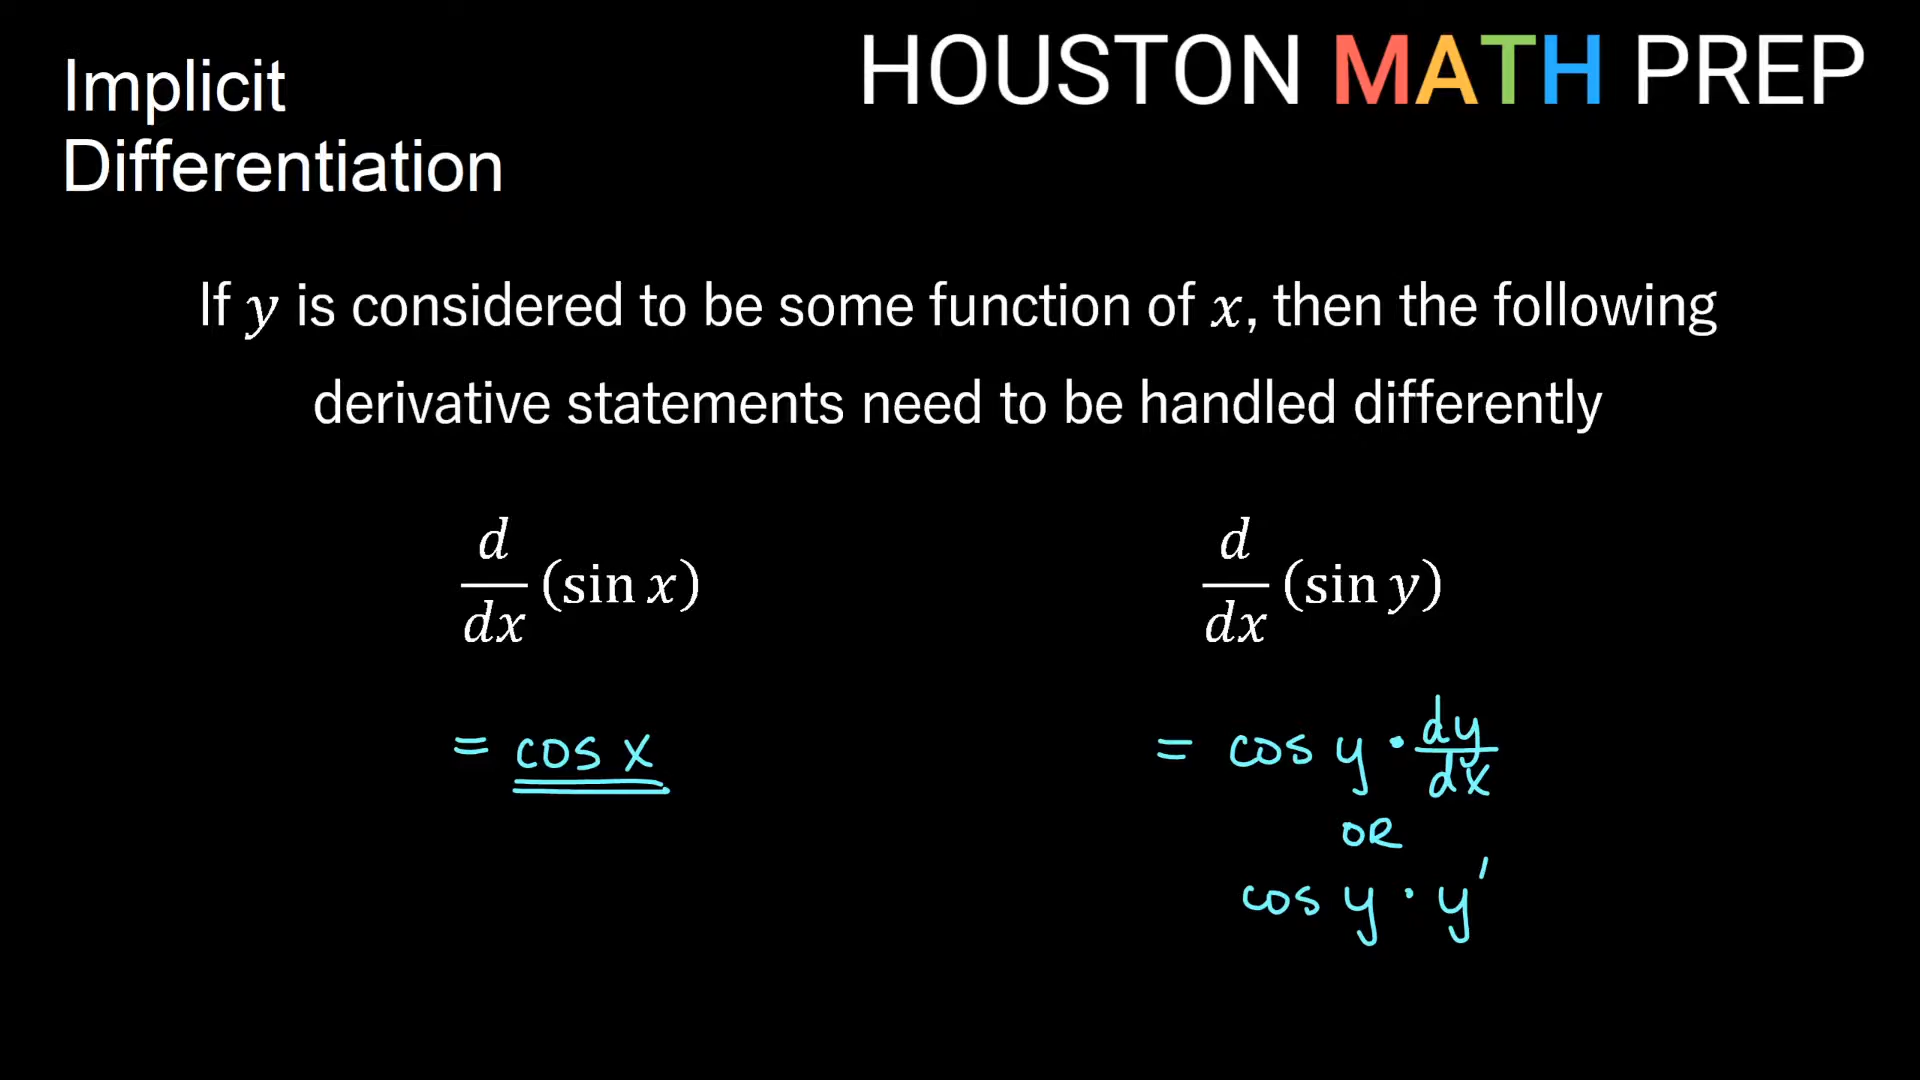 Implicit
Differentiation
HOUSTON MATH PREP
If y is considered to be some function of x, then the following
derivative statements need to be handled differently
d/dx (sin x)
d/dx (sin y)
= cos x
= cos y · dy/dx
OR
cos y · y'